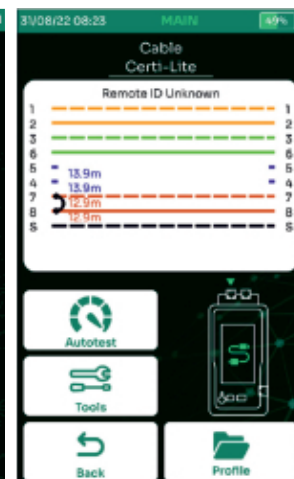 31/08/22 08:23 MAIN 49%
Cable
Certi-Lite
Remote ID Unknown
1 1
2 2
3 3
6 6
5 13.9m 5
4 13.9m 4
7 12.9m 7
8 12.9m 8
S S
Autotest
Tools
Back
Profile